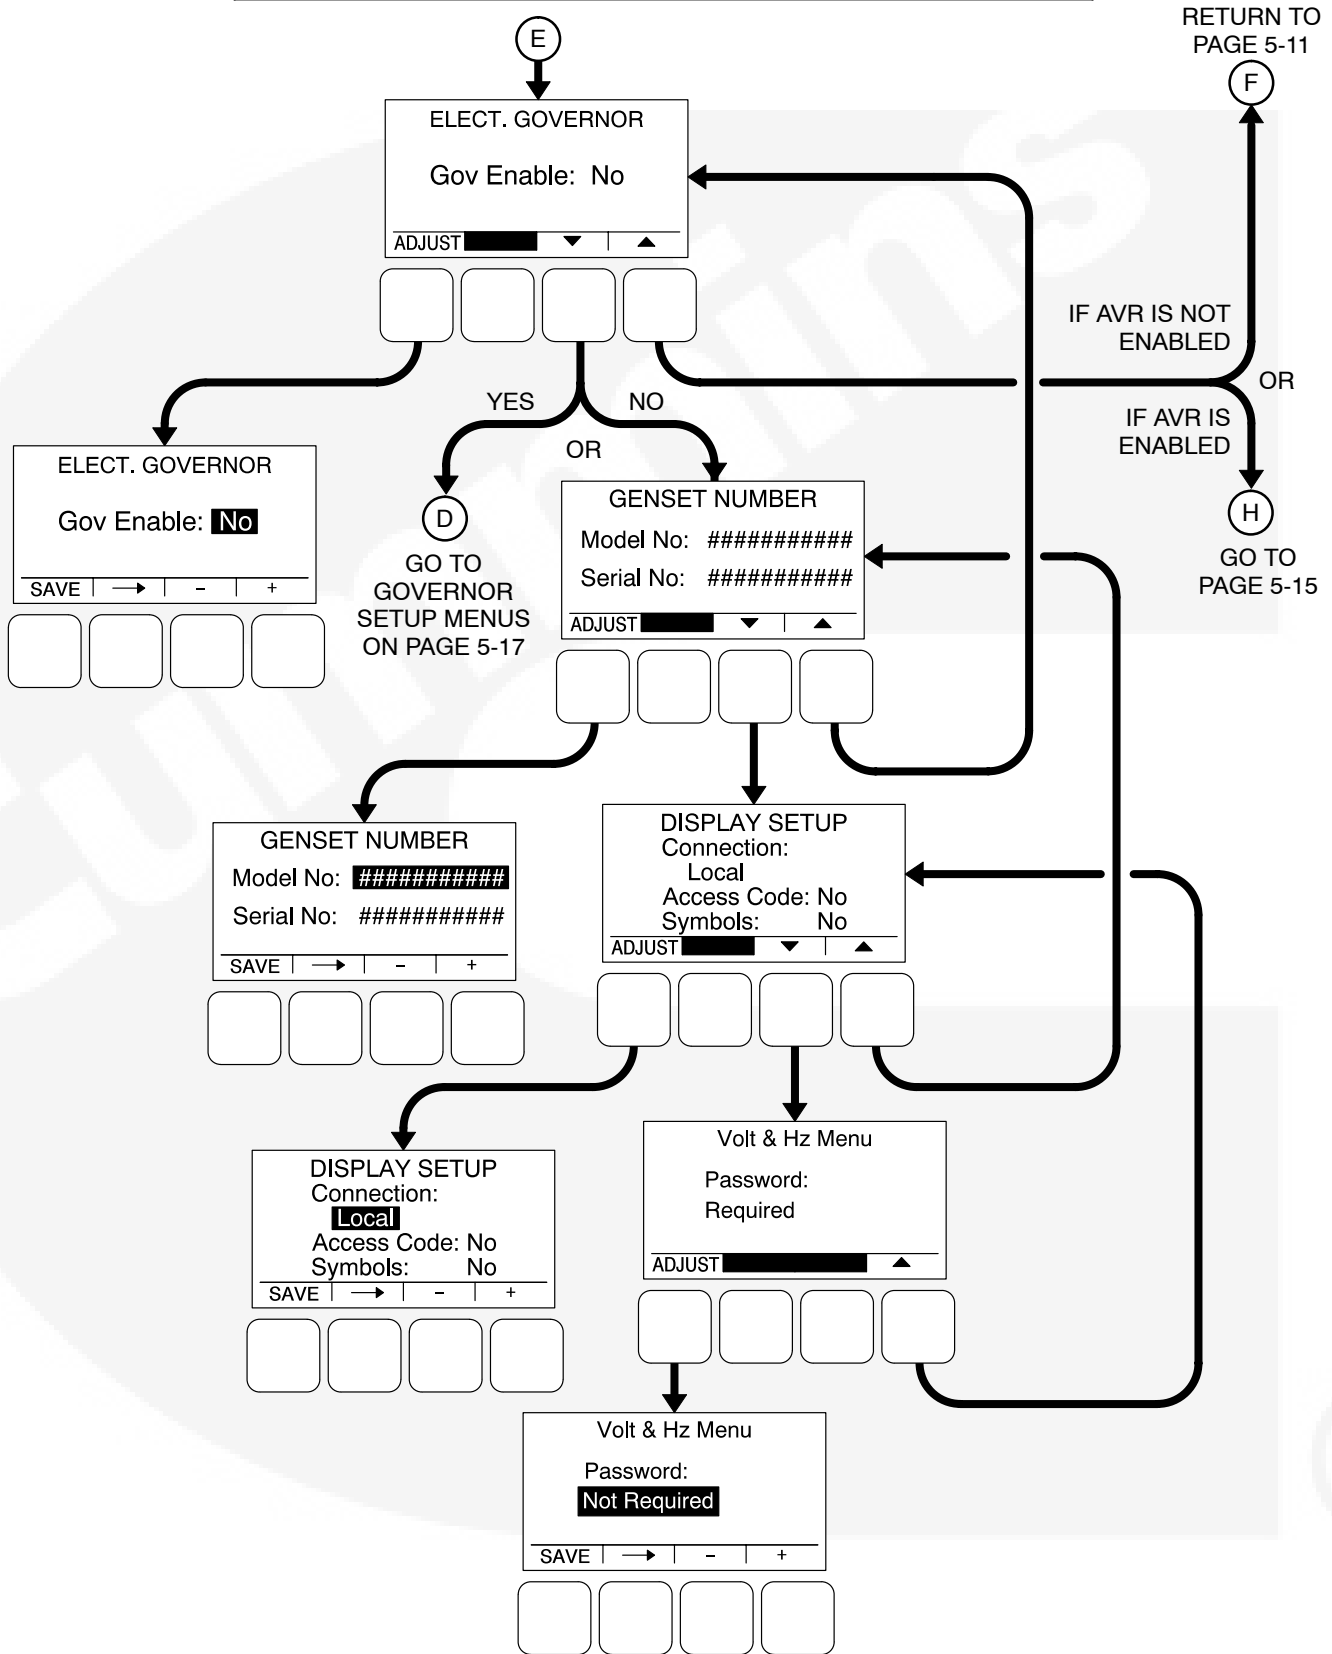 RETURN TO
PAGE 5-11
E
F
ELECT. GOVERNOR
Gov Enable: No
ADJUST
IF AVR IS NOT
ENABLED
OR
IF AVR IS
ENABLED
H
GO TO
PAGE 5-15
YES
NO
OR
ELECT. GOVERNOR
Gov Enable: No
SAVE → - +
D
GO TO
GOVERNOR
SETUP MENUS
ON PAGE 5-17
GENSET NUMBER
Model No: ###########
Serial No: ###########
ADJUST
GENSET NUMBER
Model No: ###########
Serial No: ###########
SAVE → - +
DISPLAY SETUP
Connection:
Local
Access Code: No
Symbols: No
ADJUST
DISPLAY SETUP
Connection:
Local
Access Code: No
Symbols: No
SAVE → - +
Volt & Hz Menu
Password:
Required
ADJUST
Volt & Hz Menu
Password:
Not Required
SAVE → - +
Cummins